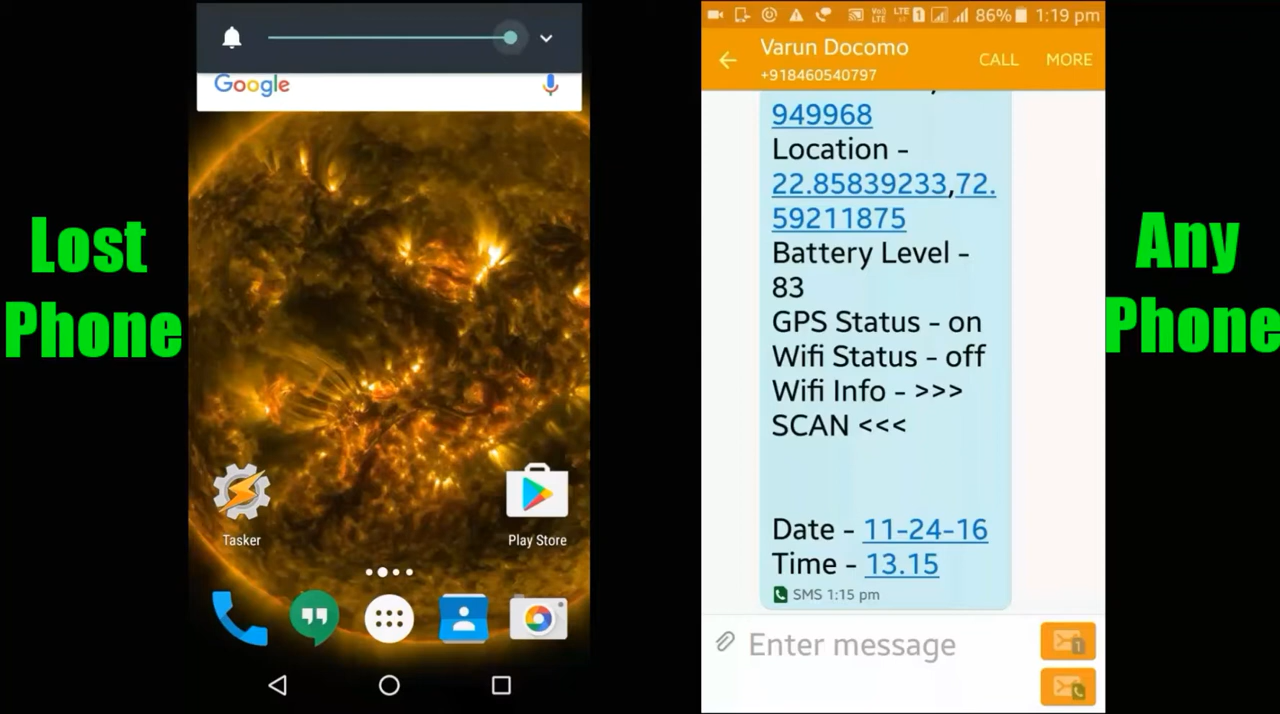 Lost
Phone
Google
Tasker
Play Store
86% 1:19 pm
Varun Docomo
+918460540797
CALL MORE
949968
Location -
22.85839233,72.
59211875
Battery Level -
83
GPS Status - on
Wifi Status - off
Wifi Info - >>>
SCAN <<<
Date - 11-24-16
Time - 13.15
SMS 1:15 pm
Enter message
Any
Phone